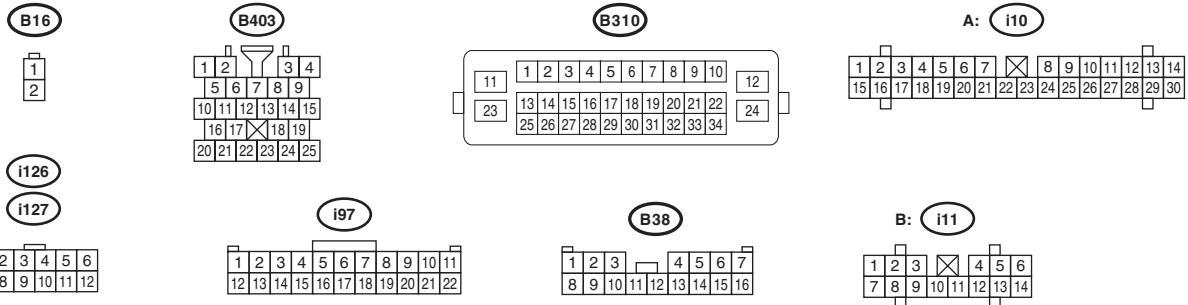 B16
1
2
B403
1 2 3 4
5 6 7 8 9
10 11 12 13 14 15
16 17 18 19
20 21 22 23 24 25
B310
11
1 2 3 4 5 6 7 8 9 10
12
23
13 14 15 16 17 18 19 20 21 22
24
25 26 27 28 29 30 31 32 33 34
A: i10
1 2 3 4 5 6 7 8 9 10 11 12 13 14
15 16 17 18 19 20 21 22 23 24 25 26 27 28 29 30
i126
i127
2 3 4 5 6
8 9 10 11 12
i97
1 2 3 4 5 6 7 8 9 10 11
12 13 14 15 16 17 18 19 20 21 22
B38
1 2 3 4 5 6 7
8 9 10 11 12 13 14 15 16
B: i11
1 2 3 4 5 6
7 8 9 10 11 12 13 14